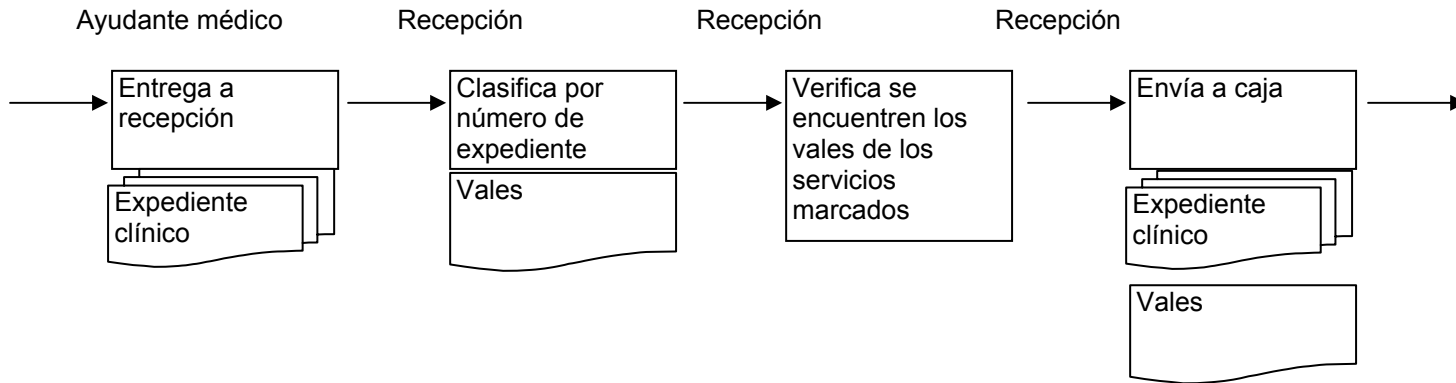 Ayudante médico
Recepción
Recepción
Recepción
Entrega a
recepción
Expediente
clínico
Clasifica por
número de
expediente
Vales
Verifica se
encuentren los
vales de los
servicios
marcados
Envía a caja
Expediente
clínico
Vales